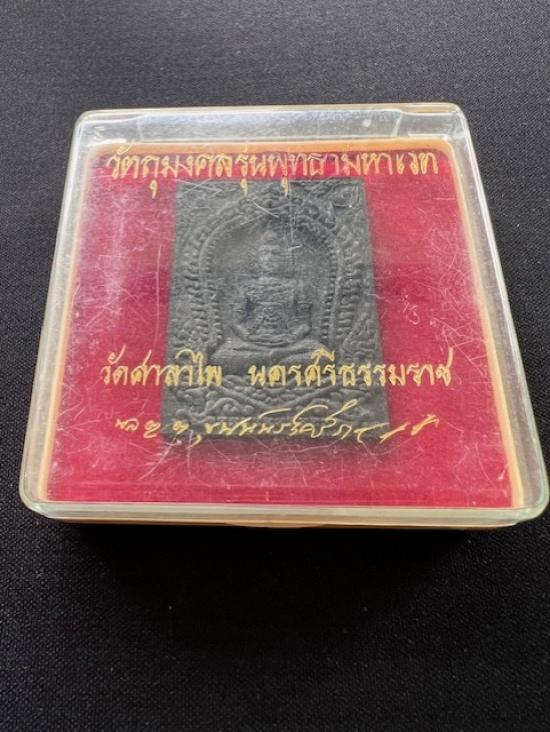 วัตถุมงคลรุ่นพุทธามหาเวท
วัดศาลาไพ นครศรีธรรมราช